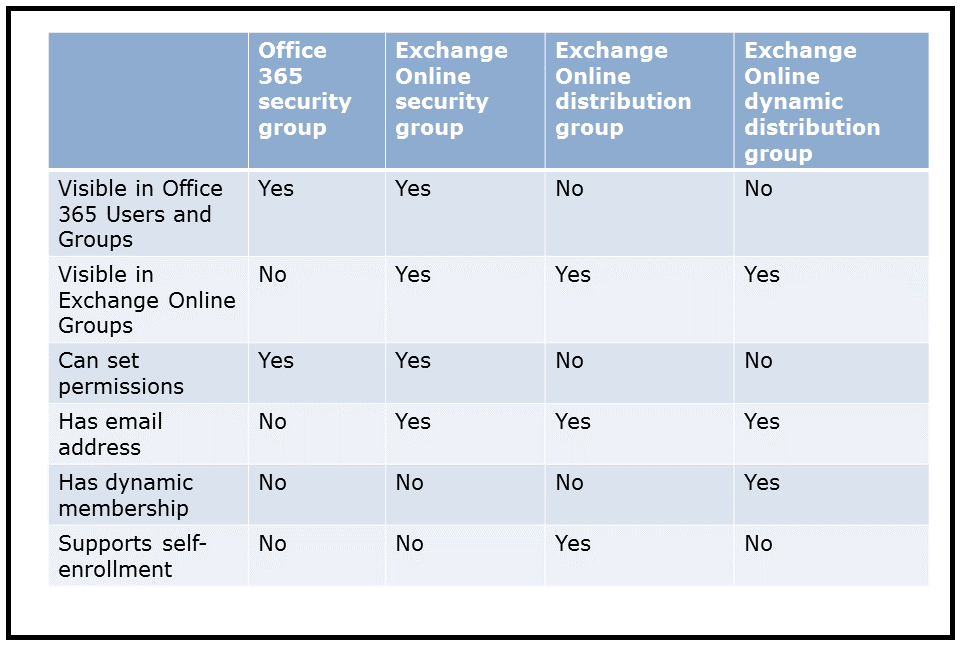 Office
365
security
group
Exchange
Online
security
group
Exchange
Online
distribution
group
Exchange
Online
dynamic
distribution
group
Visible in Office
365 Users and
Groups
Yes
Yes
No
No
Visible in
Exchange Online
Groups
No
Yes
Yes
Yes
Can set
permissions
Yes
Yes
No
No
Has email
address
No
Yes
Yes
Yes
Has dynamic
membership
No
No
No
Yes
Supports self-
enrollment
No
No
Yes
No